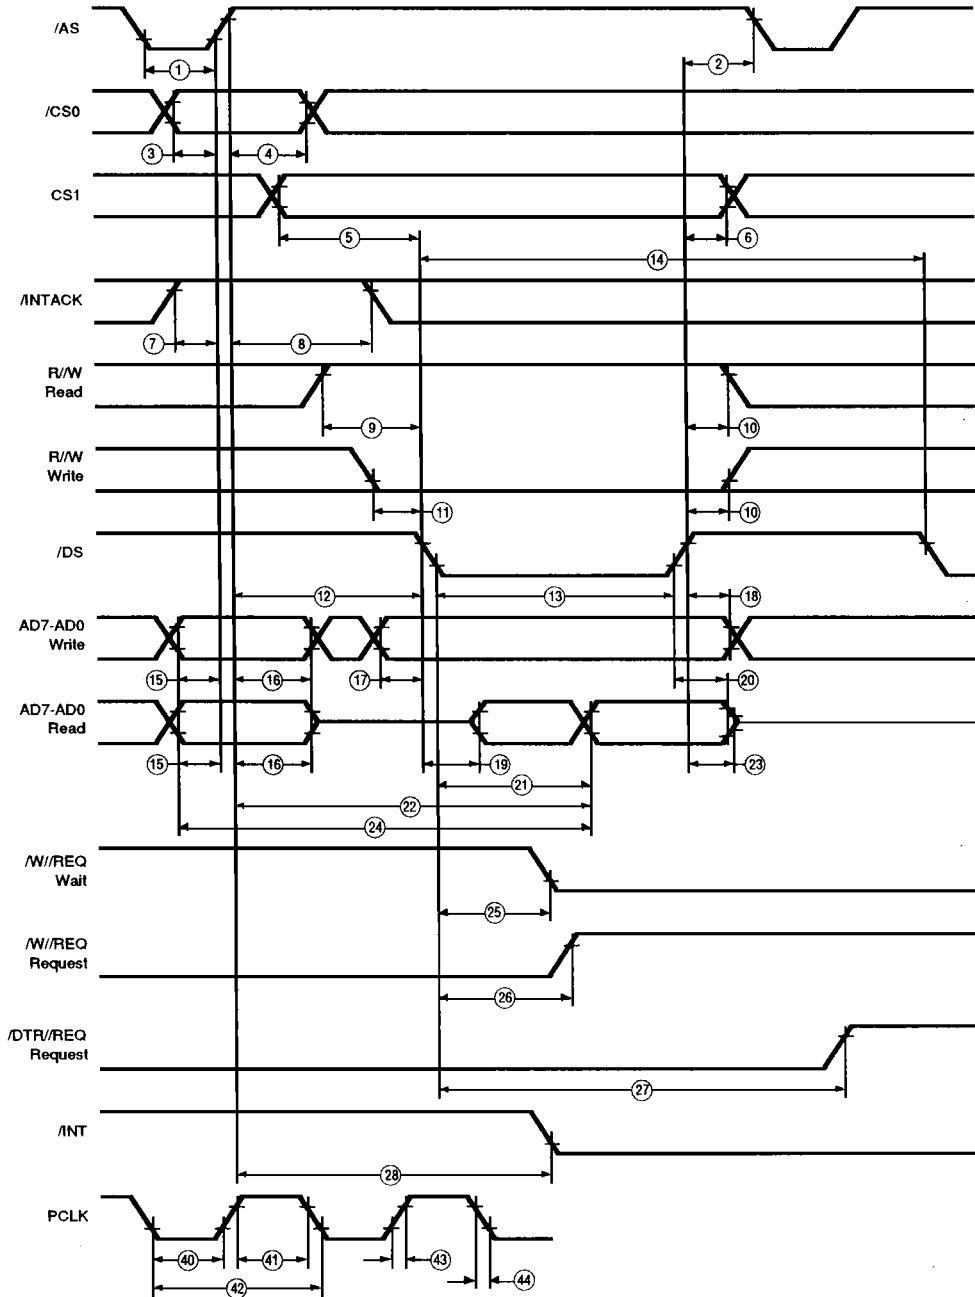 /AS
1
2
/CS0
3
4
CS1
5
6
14
/INTACK
7
8
R//W
Read
9
10
R//W
Write
11
10
/DS
12
13
18
AD7-AD0
Write
15
16
17
20
AD7-AD0
Read
15
16
19
23
21
22
24
/W//REQ
Wait
25
/W//REQ
Request
26
/DTR//REQ
Request
27
/INT
28
PCLK
40
41
43
42
44